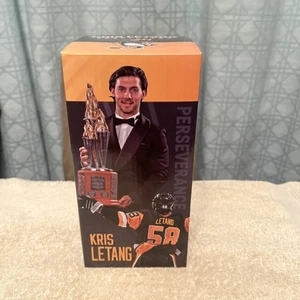 PERSEVERANCE
LETANG
58
KRIS
LETANG